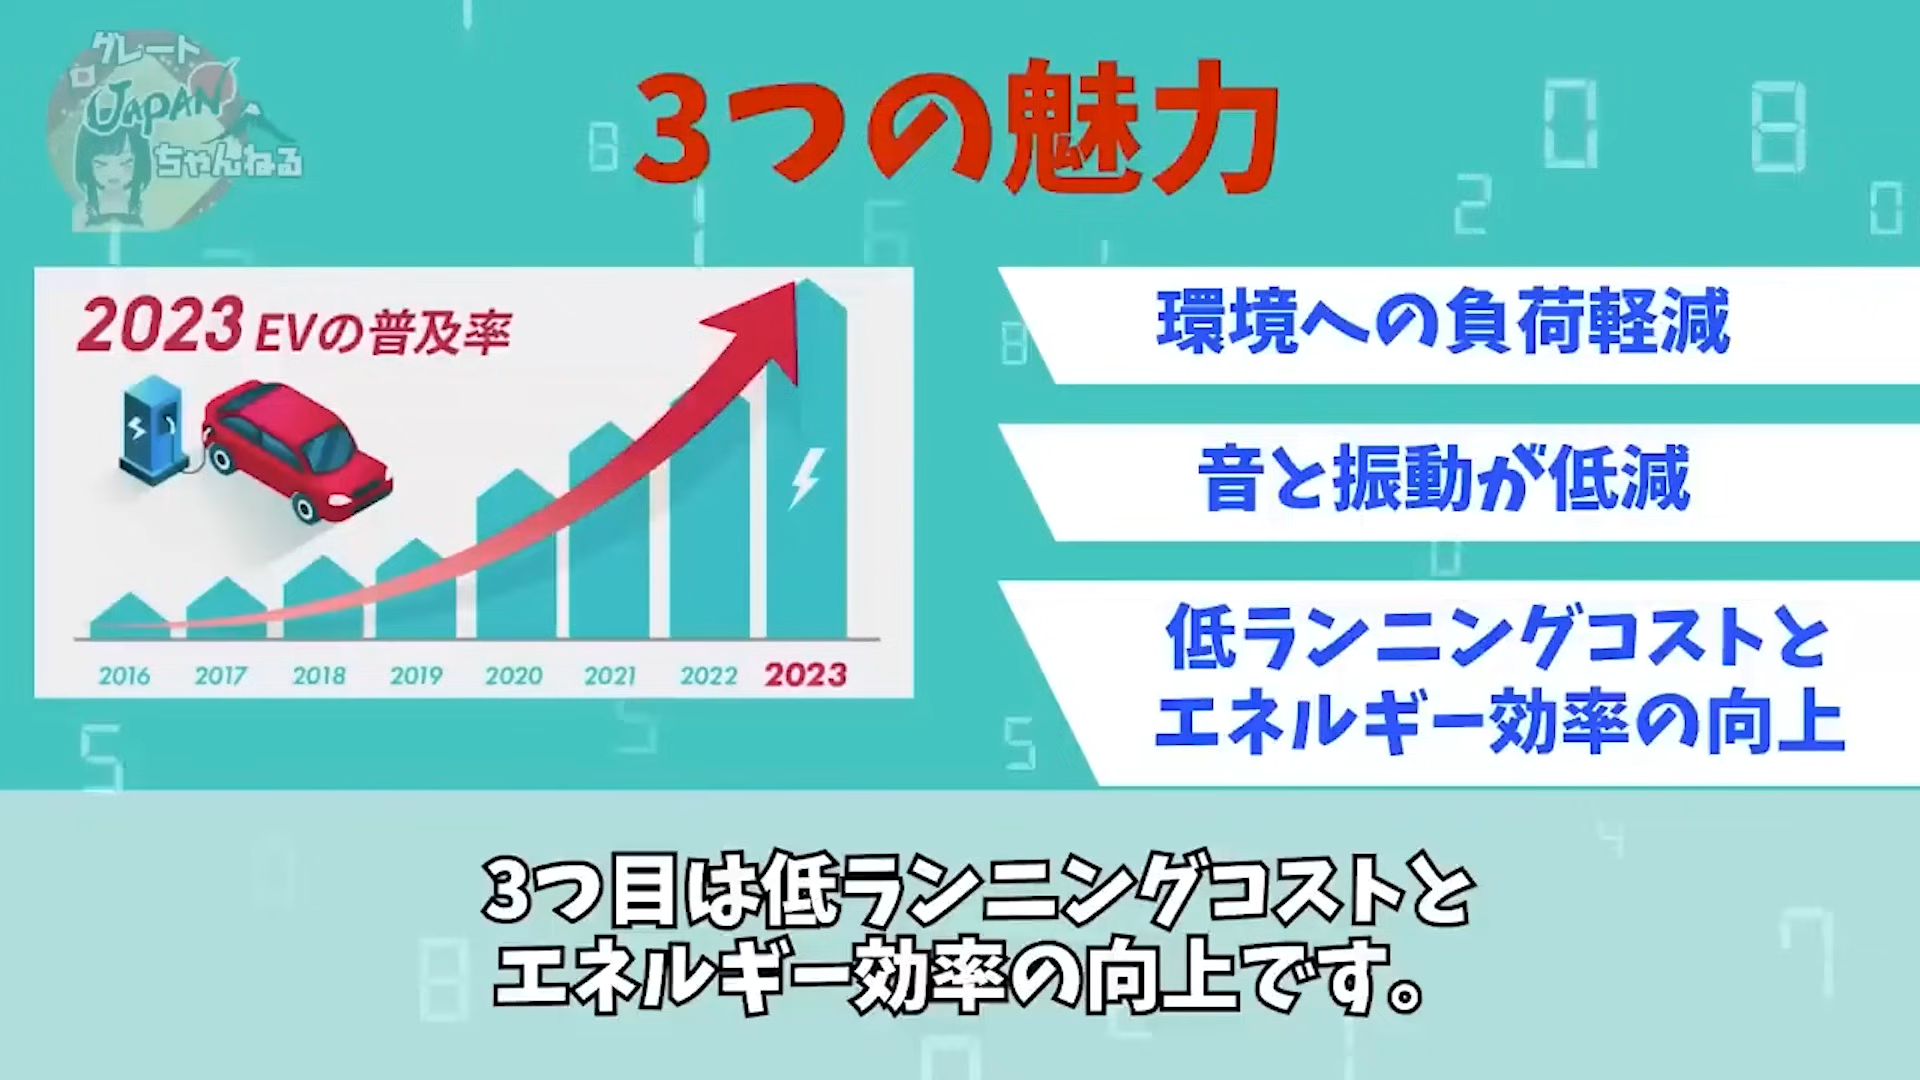 グレート
JAPAN
ちゃんねる
3つの魅力
2023 EVの普及率
2016 2017 2018 2019 2020 2021 2022 2023
環境への負荷軽減
音と振動が低減
低ランニングコストと
エネルギー効率の向上
3つ目は低ランニングコストと
エネルギー効率の向上です。